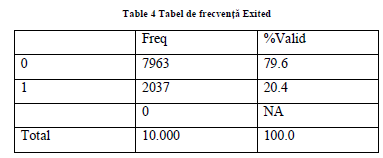 Table 4 Tabel de frecvență Exited
Freq %Valid
0 7963 79.6
1 2037 20.4
0 NA
Total 10.000 100.0